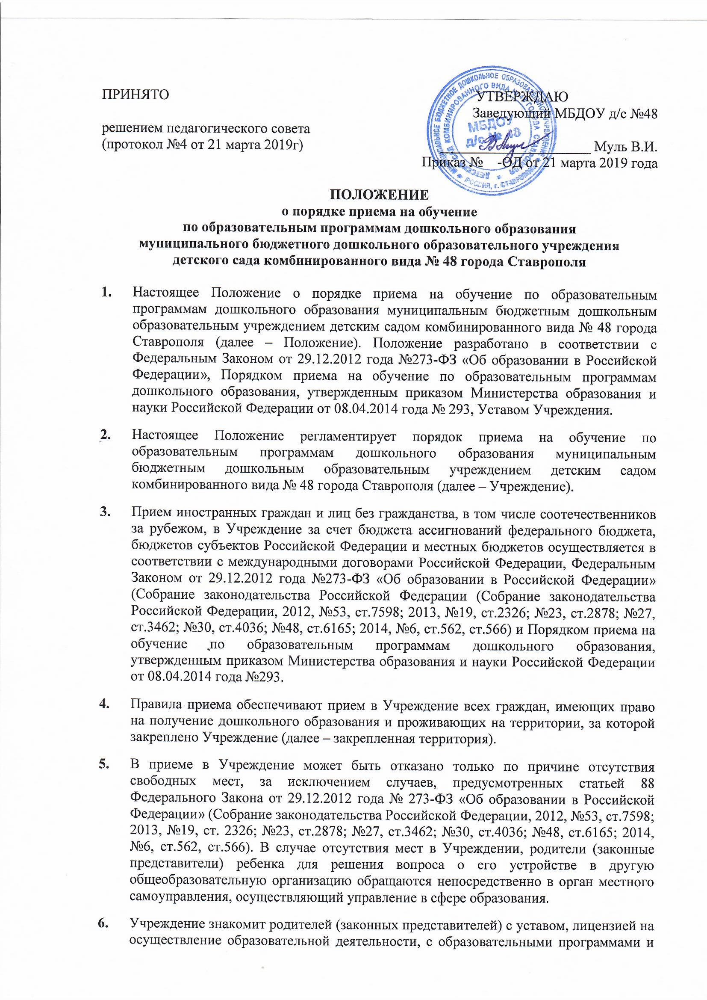 ПРИНЯТО
решением педагогического совета
(протокол №4 от 21 марта 2019г)
УТВЕРЖДАЮ
Заведующий МБДОУ д/с №48
Муль В.И.
Приказ № -ОД от 21 марта 2019 года
МУНИЦИПАЛЬНОЕ БЮДЖЕТНОЕ ДОШКОЛЬНОЕ ОБРАЗОВАТЕЛЬНОЕ УЧРЕЖДЕНИЕ
ДЕТСКИЙ САД КОМБИНИРОВАННОГО ВИДА № 48 ГОРОДА СТАВРОПОЛЯ
РОССИЯ, г. СТАВРОПОЛЬ
МБДОУ
д/с № 48
ПОЛОЖЕНИЕ
о порядке приема на обучение
по образовательным программам дошкольного образования
муниципального бюджетного дошкольного образовательного учреждения
детского сада комбинированного вида № 48 города Ставрополя
1. Настоящее Положение о порядке приема на обучение по образовательным
программам дошкольного образования муниципальным бюджетным дошкольным
образовательным учреждением детским садом комбинированного вида № 48 города
Ставрополя (далее – Положение). Положение разработано в соответствии с
Федеральным Законом от 29.12.2012 года №273-ФЗ «Об образовании в Российской
Федерации», Порядком приема на обучение по образовательным программам
дошкольного образования, утвержденным приказом Министерства образования и
науки Российской Федерации от 08.04.2014 года № 293, Уставом Учреждения.
2. Настоящее Положение регламентирует порядок приема на обучение по
образовательным программам дошкольного образования муниципальным
бюджетным дошкольным образовательным учреждением детским садом
комбинированного вида № 48 города Ставрополя (далее – Учреждение).
3. Прием иностранных граждан и лиц без гражданства, в том числе соотечественников
за рубежом, в Учреждение за счет бюджета ассигнований федерального бюджета,
бюджетов субъектов Российской Федерации и местных бюджетов осуществляется в
соответствии с международными договорами Российской Федерации, Федеральным
Законом от 29.12.2012 года №273-ФЗ «Об образовании в Российской Федерации»
(Собрание законодательства Российской Федерации (Собрание законодательства
Российской Федерации, 2012, №53, ст.7598; 2013, №19, ст.2326; №23, ст.2878; №27,
ст.3462; №30, ст.4036; №48, ст.6165; 2014, №6, ст.562, ст.566) и Порядком приема на
обучение по образовательным программам дошкольного образования,
утвержденным приказом Министерства образования и науки Российской Федерации
от 08.04.2014 года №293.
4. Правила приема обеспечивают прием в Учреждение всех граждан, имеющих право
на получение дошкольного образования и проживающих на территории, за которой
закреплено Учреждение (далее – закрепленная территория).
5. В приеме в Учреждение может быть отказано только по причине отсутствия
свободных мест, за исключением случаев, предусмотренных статьей 88
Федерального Закона от 29.12.2012 года № 273-ФЗ «Об образовании в Российской
Федерации» (Собрание законодательства Российской Федерации, 2012, №53, ст.7598;
2013, №19, ст. 2326; №23, ст.2878; №27, ст.3462; №30, ст.4036; №48, ст.6165; 2014,
№6, ст.562, ст.566). В случае отсутствия мест в Учреждении, родители (законные
представители) ребенка для решения вопроса о его устройстве в другую
общеобразовательную организацию обращаются непосредственно в орган местного
самоуправления, осуществляющий управление в сфере образования.
6. Учреждение знакомит родителей (законных представителей) с уставом, лицензией на
осуществление образовательной деятельности, с образовательными программами и